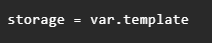 storage = var.template